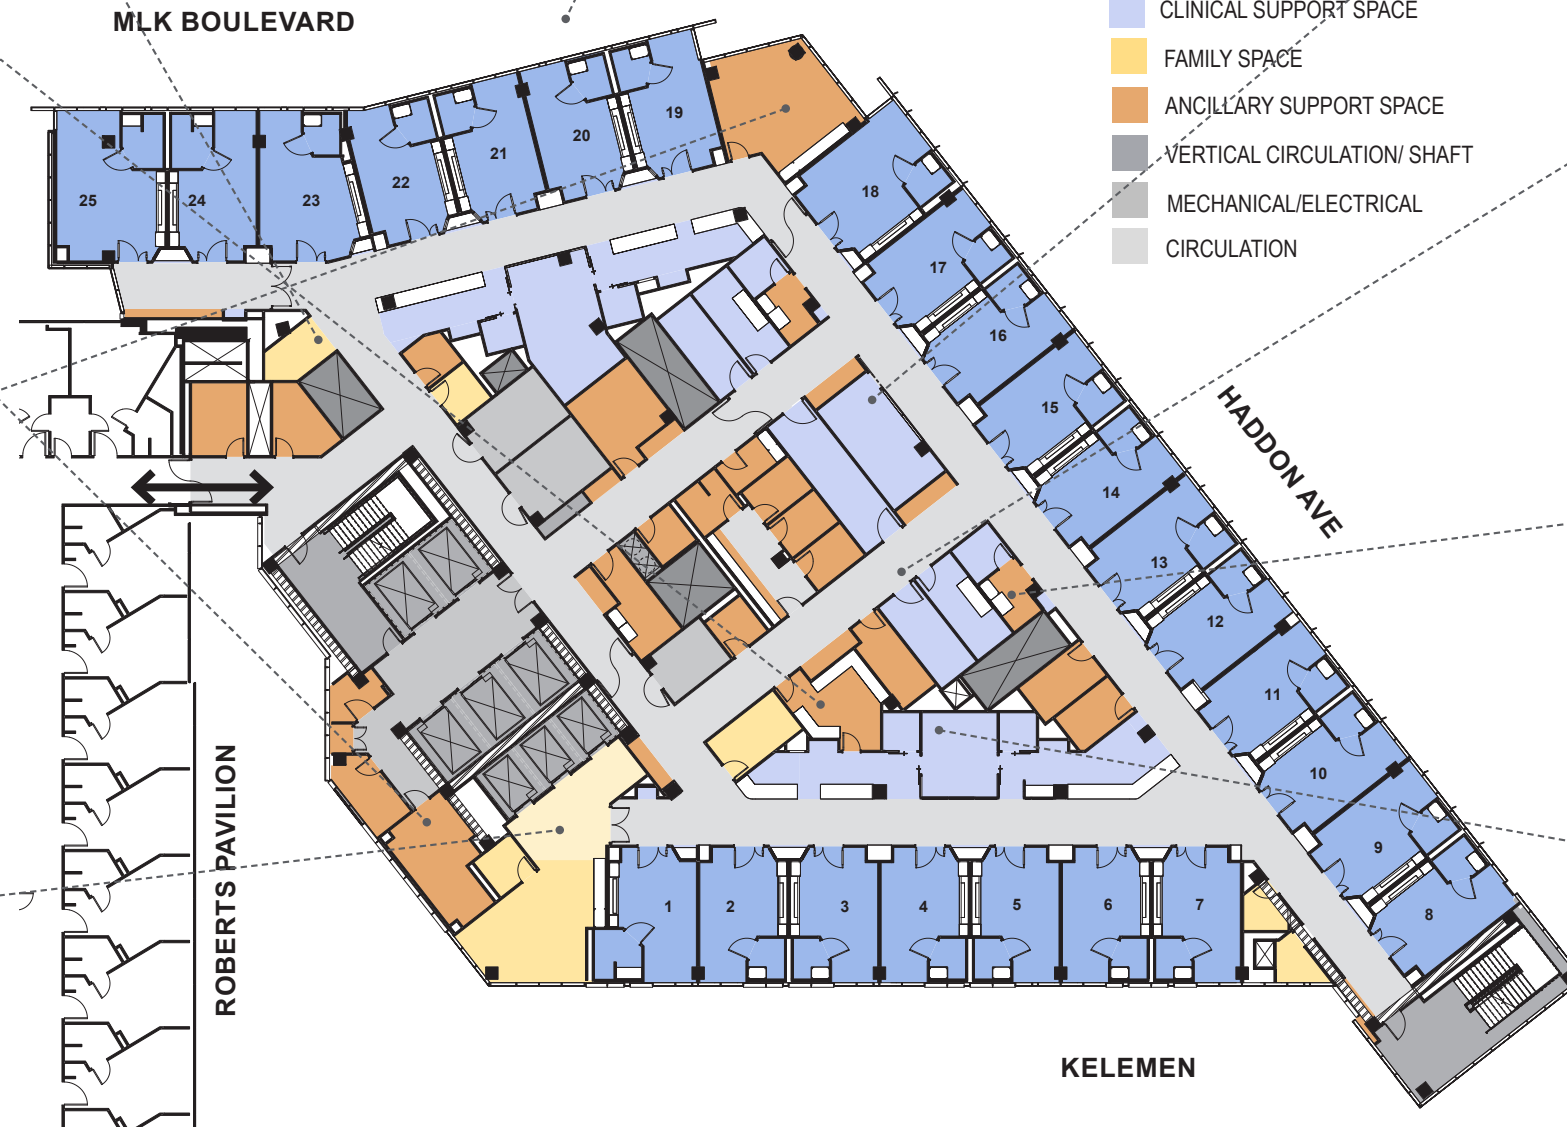 MLK BOULEVARD
CLINICAL SUPPORT SPACE
FAMILY SPACE
ANCILLARY SUPPORT SPACE
VERTICAL CIRCULATION/ SHAFT
MECHANICAL/ELECTRICAL
CIRCULATION
19
20
21
22
23
24
25
18
17
16
15
14
13
12
11
10
9
8
HADDON AVE
ROBERTS PAVILION
1
2
3
4
5
6
7
KELEMEN